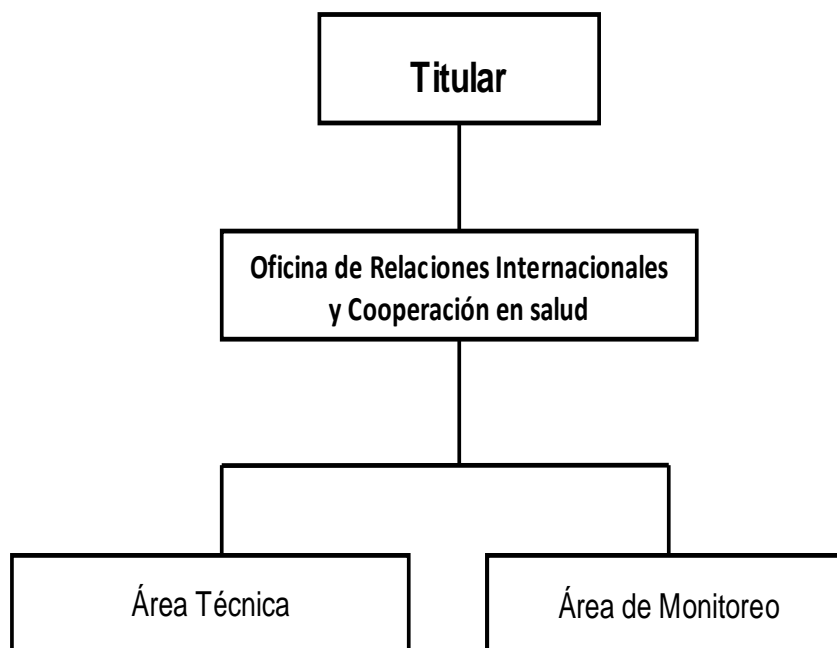 Titular
Oficina de Relaciones Internacionales
y Cooperación en salud
Área Técnica
Área de Monitoreo